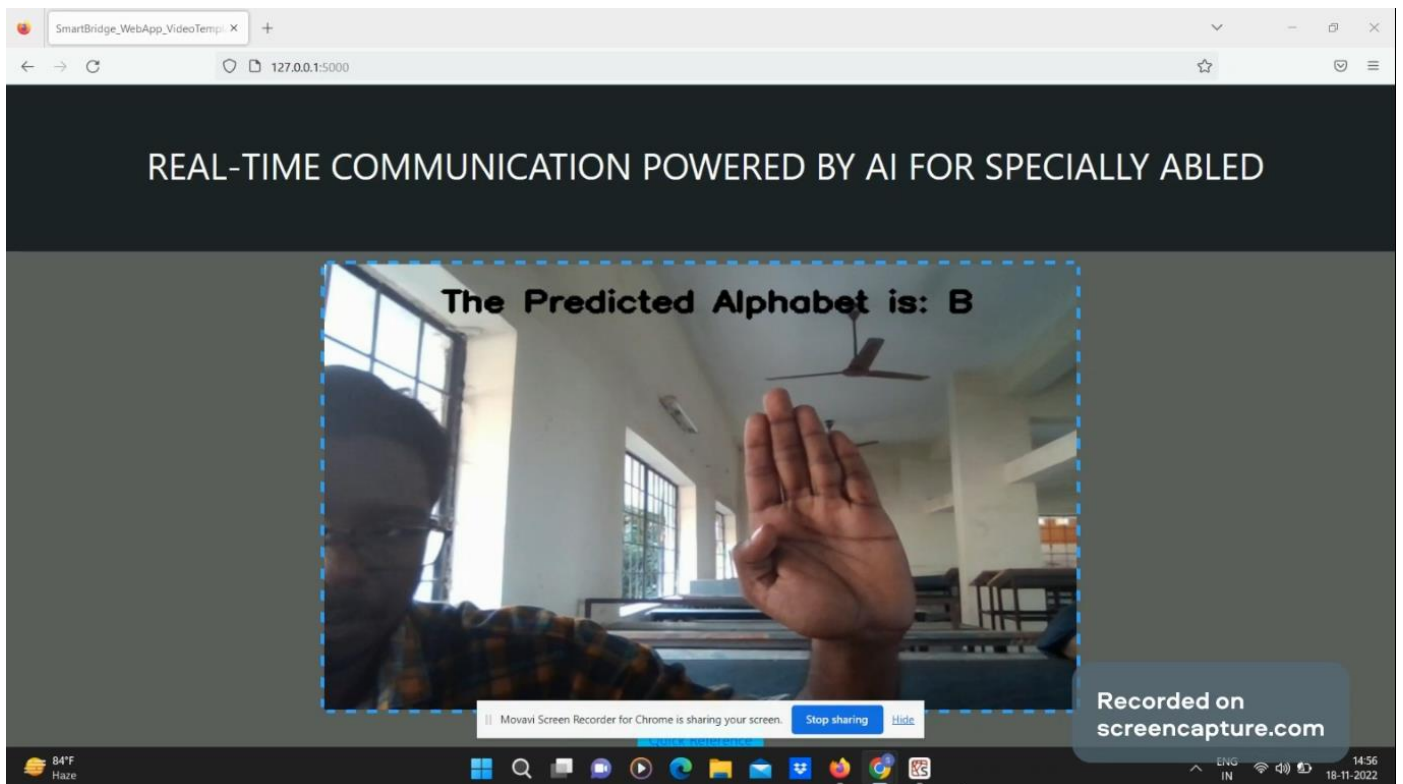 SmartBridge_WebApp_VideoTempl
127.0.0.1:5000
REAL-TIME COMMUNICATION POWERED BY AI FOR SPECIALLY ABLED
The Predicted Alphabet is: B
Movavi Screen Recorder for Chrome is sharing your screen. Stop sharing Hide
Quick Reference
Recorded on
screencapture.com
84°F
Haze
ENG
IN
14:56
18-11-2022